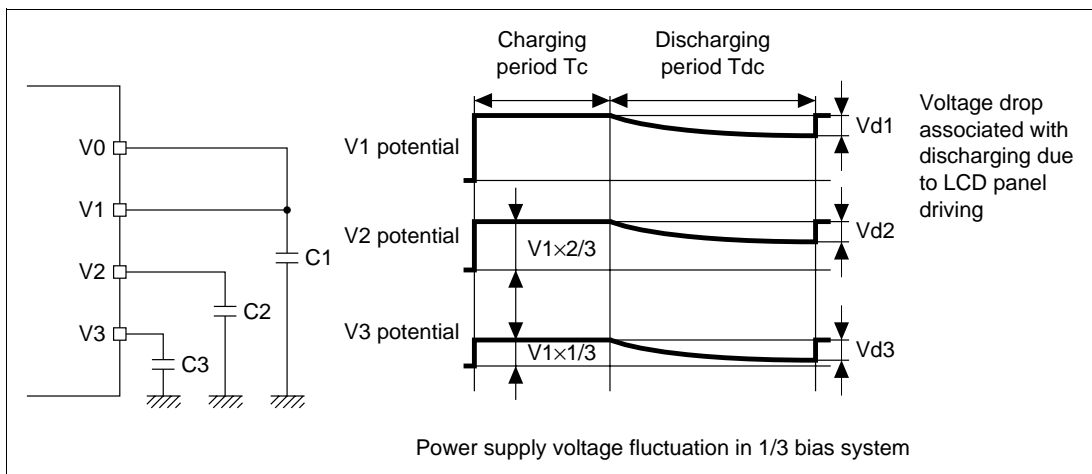 Charging
period Tc
Discharging
period Tdc
V0
V1
V2
V3
C1
C2
C3
V1 potential
Vd1
V2 potential
V1×2/3
Vd2
V3 potential
V1×1/3
Vd3
Voltage drop
associated with
discharging due
to LCD panel
driving
Power supply voltage fluctuation in 1/3 bias system